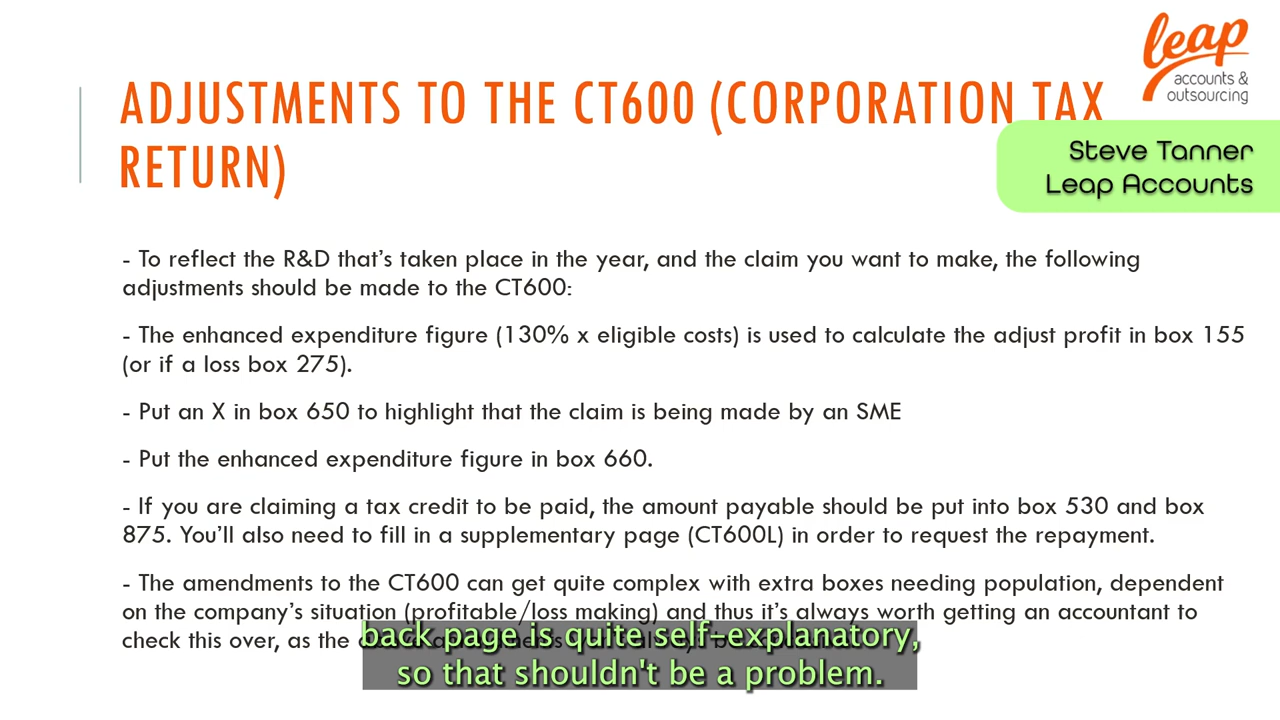 leap
accounts &
outsourcing
ADJUSTMENTS TO THE CT600 (CORPORATION TAX
RETURN)
Steve Tanner
Leap Accounts
- To reflect the R&D that's taken place in the year, and the claim you want to make, the following
adjustments should be made to the CT600:
- The enhanced expenditure figure (130% x eligible costs) is used to calculate the adjust profit in box 155
(or if a loss box 275).
- Put an X in box 650 to highlight that the claim is being made by an SME
- Put the enhanced expenditure figure in box 660.
- If you are claiming a tax credit to be paid, the amount payable should be put into box 530 and box
875. You'll also need to fill in a supplementary page (CT600L) in order to request the repayment.
- The amendments to the CT600 can get quite complex with extra boxes needing population, dependent
on the company's situation (profitable/loss making) and thus it's always worth getting an accountant to
check this over, as the
back page is quite self-explanatory,
so that shouldn't be a problem.